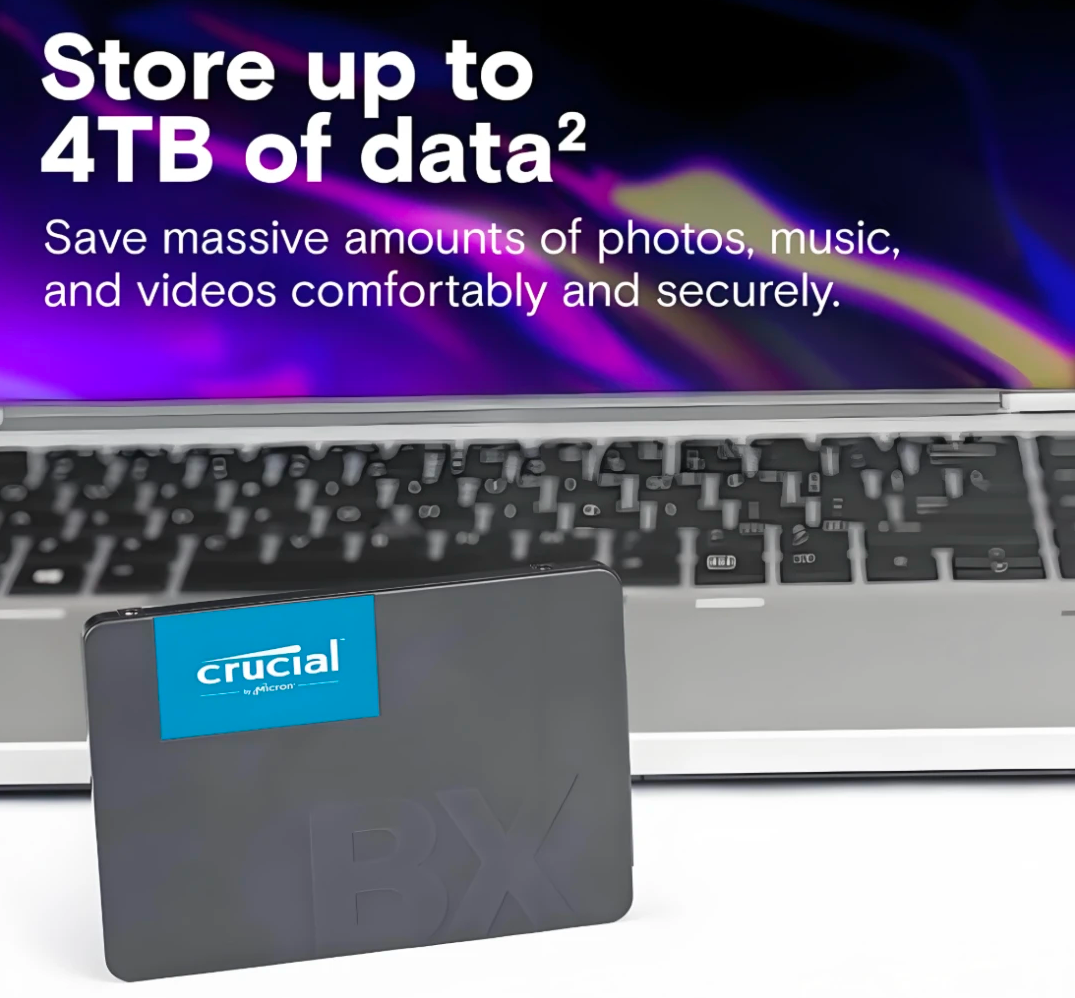 Store up to
4TB of data²
Save massive amounts of photos, music,
and videos comfortably and securely.
crucial™
by Micron®
BX